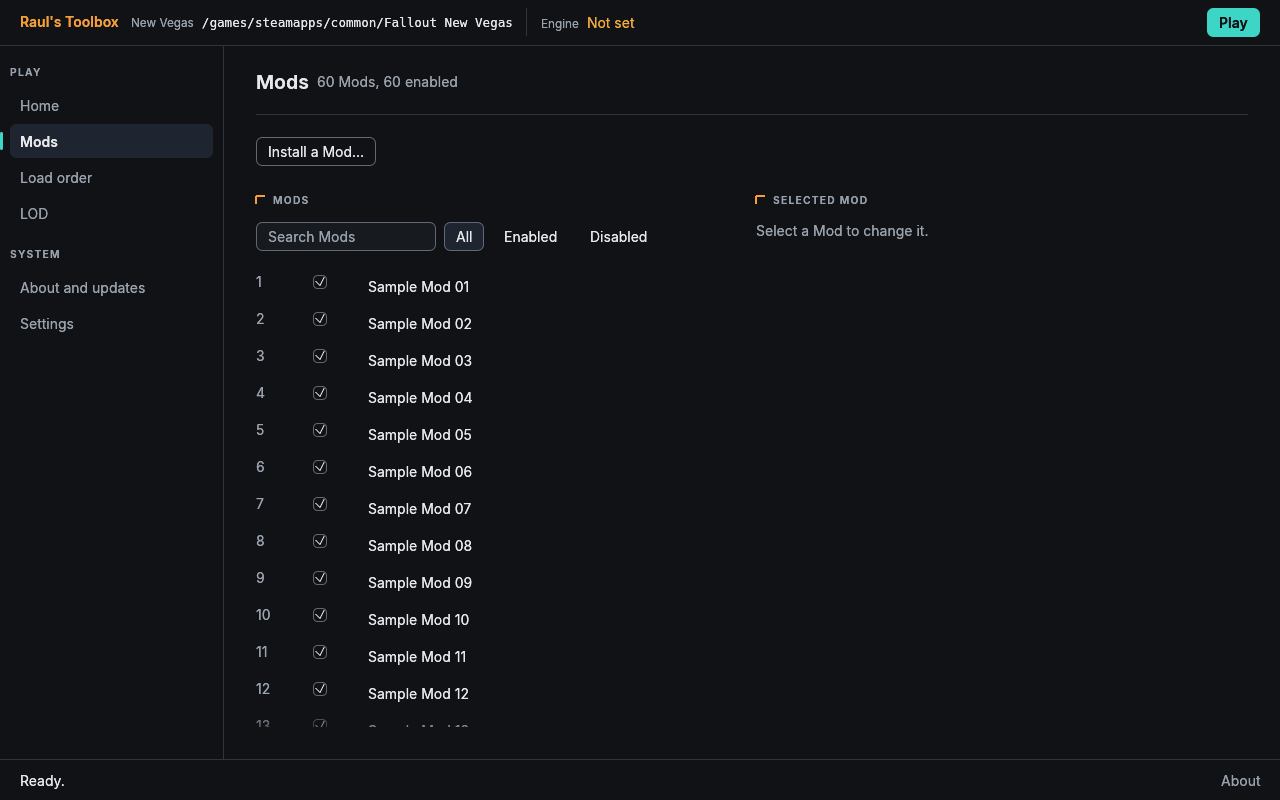 Raul's Toolbox New Vegas /games/steamapps/common/Fallout New Vegas Engine Not set Play
PLAY
Home
Mods
Load order
LOD
SYSTEM
About and updates
Settings
Mods 60 Mods, 60 enabled
Install a Mod...
MODS
Search Mods All Enabled Disabled
1 Sample Mod 01
2 Sample Mod 02
3 Sample Mod 03
4 Sample Mod 04
5 Sample Mod 05
6 Sample Mod 06
7 Sample Mod 07
8 Sample Mod 08
9 Sample Mod 09
10 Sample Mod 10
11 Sample Mod 11
12 Sample Mod 12
13
SELECTED MOD
Select a Mod to change it.
Ready.
About